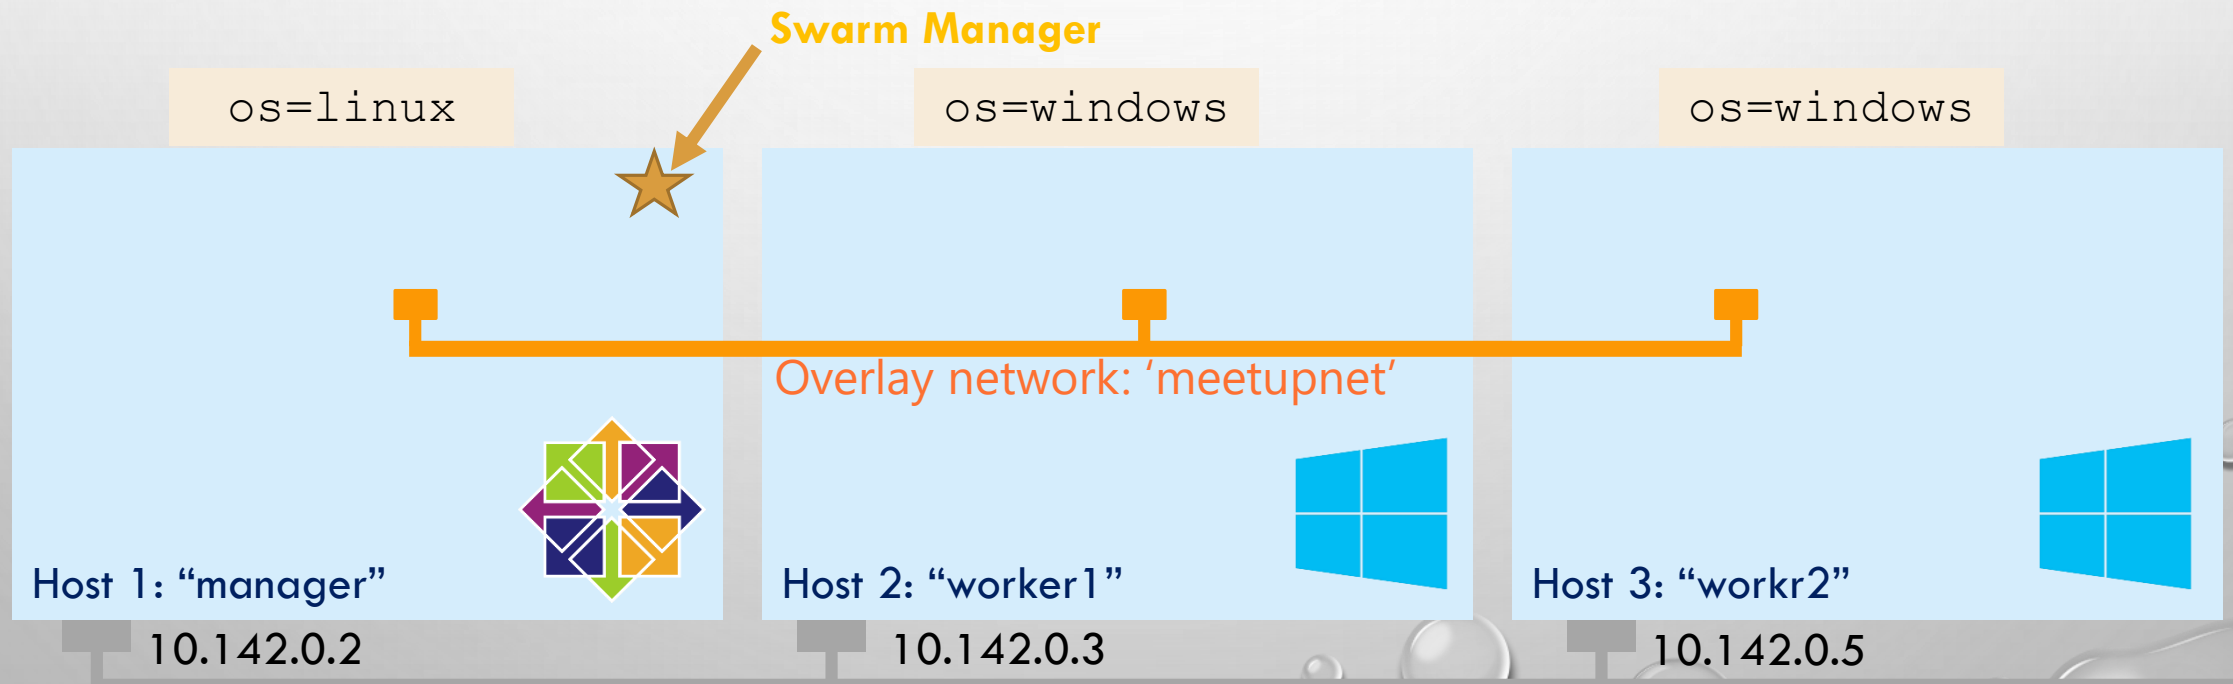 Swarm Manager
os=linux
os=windows
os=windows
Overlay network: ‘meetupnet’
Host 1: “manager”
Host 2: “worker1”
Host 3: “workr2”
10.142.0.2
10.142.0.3
10.142.0.5